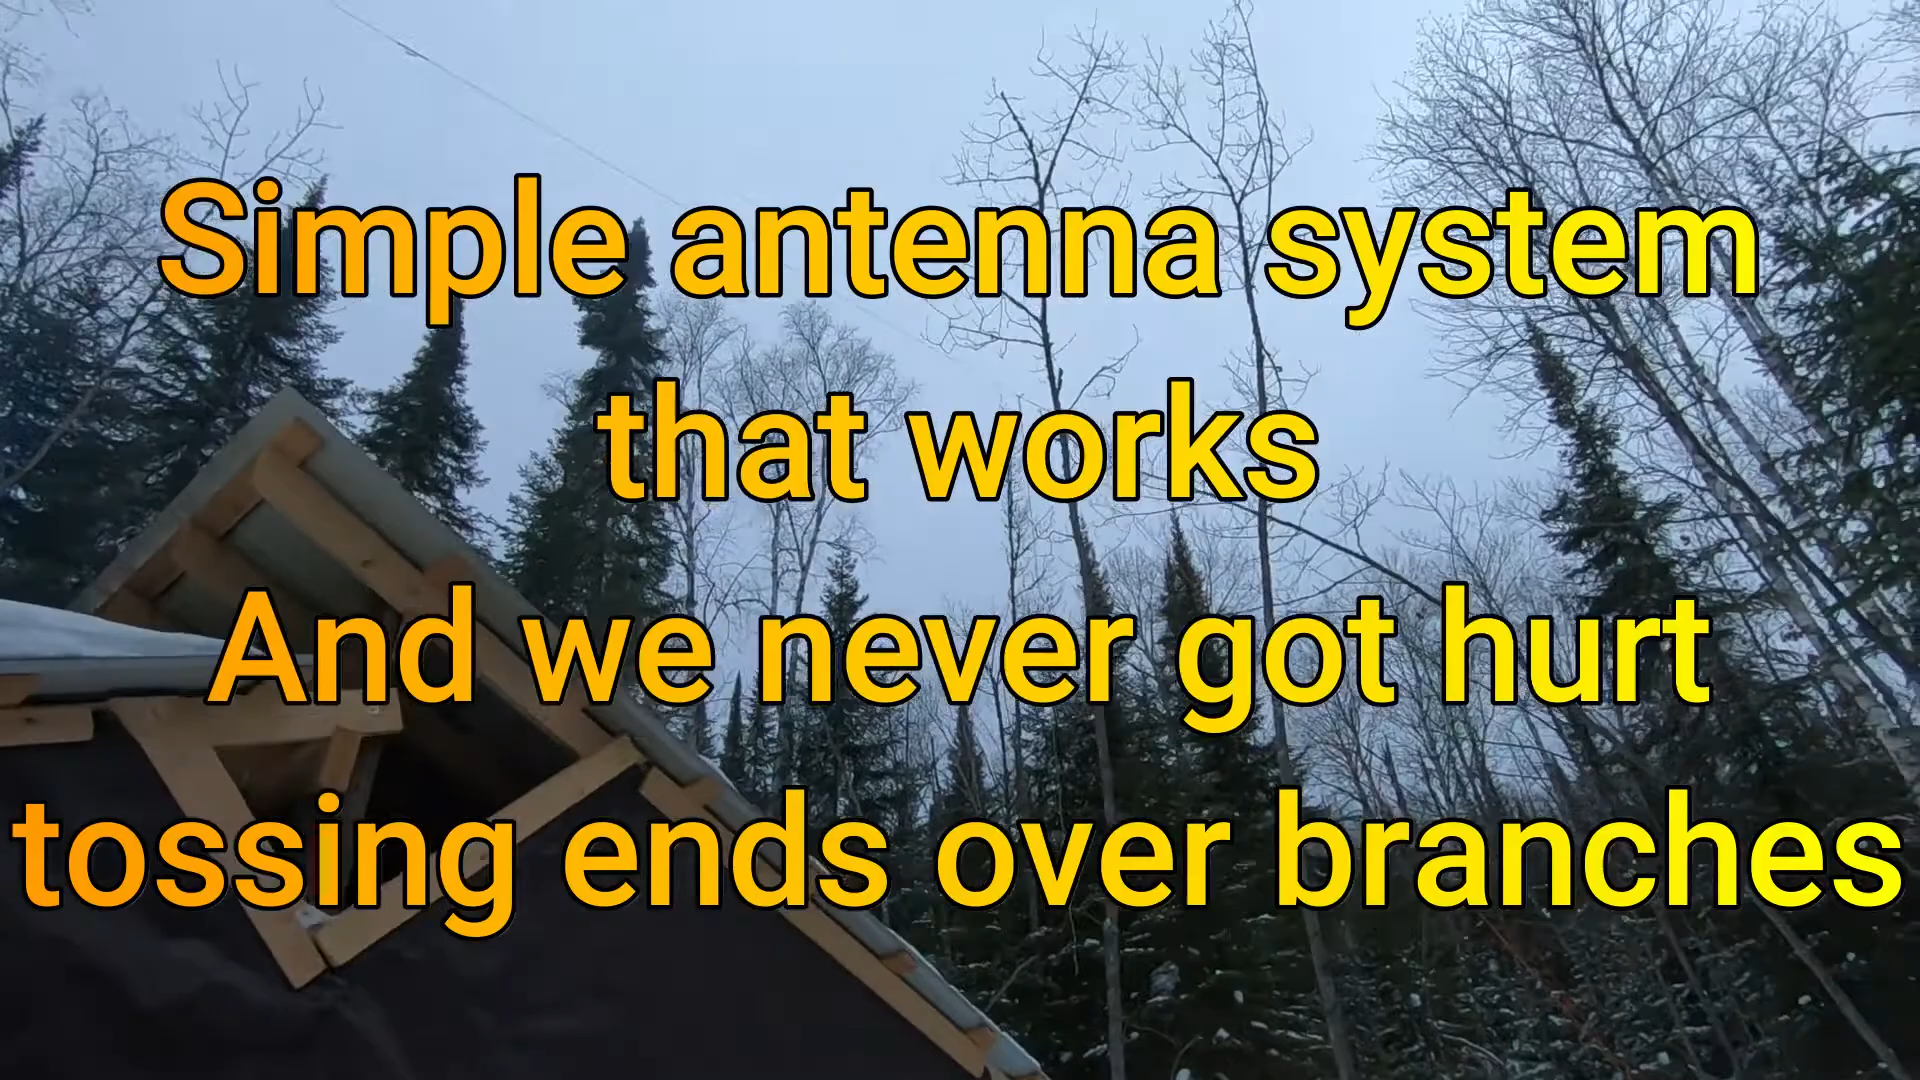 Simple antenna system
that works
And we never got hurt
tossing ends over branches